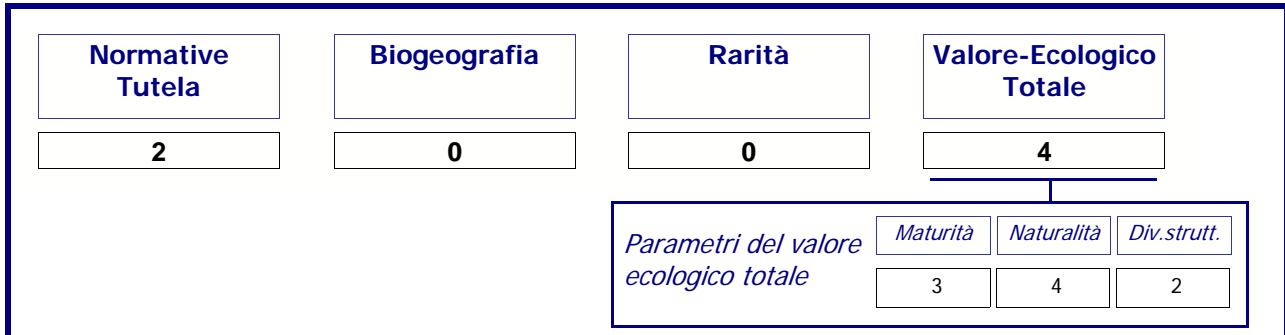 Normative Tutela
Biogeografia
Rarità
Valore-Ecologico Totale
2
0
0
4
Parametri del valore ecologico totale
Maturità
Naturalità
Div.strutt.
3
4
2